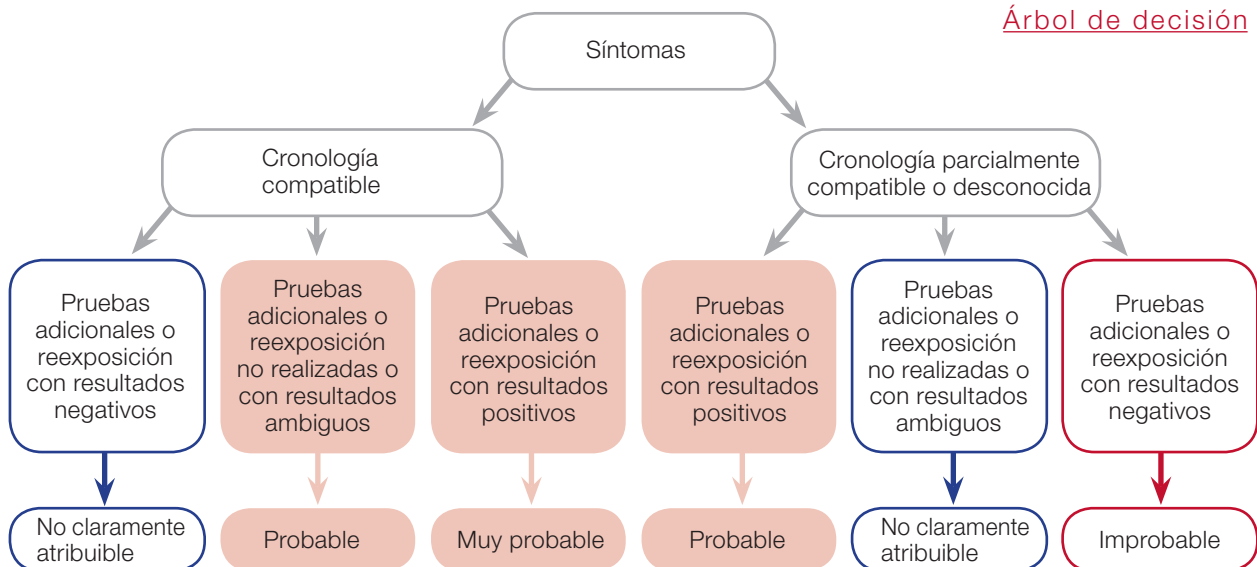 Árbol de decisión
Síntomas
Cronología
compatible
Cronología parcialmente
compatible o desconocida
Pruebas
adicionales o
reexposición
con resultados
negativos
Pruebas
adicionales o
reexposición
no realizadas o
con resultados
ambiguos
Pruebas
adicionales o
reexposición
con resultados
positivos
Pruebas
adicionales o
reexposición
con resultados
positivos
Pruebas
adicionales o
reexposición
no realizadas o
con resultados
ambiguos
Pruebas
adicionales o
reexposición
con resultados
negativos
No claramente
atribuible
Probable
Muy probable
Probable
No claramente
atribuible
Improbable